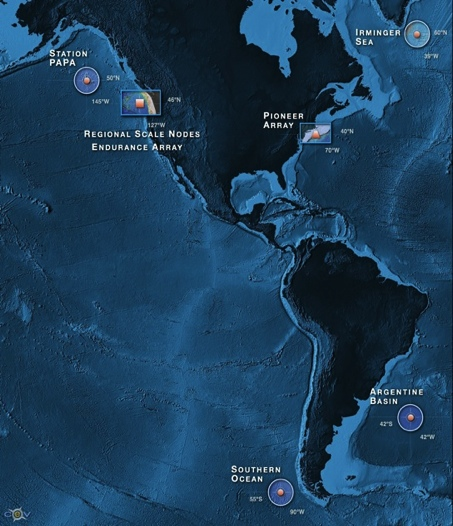 IRMINGER
SEA
60°N
39°W
STATION
PAPA
50°N
145°W
46°N
127°W
REGIONAL SCALE NODES
ENDURANCE ARRAY
PIONEER
ARRAY
40°N
70°W
ARGENTINE
BASIN
42°S
42°W
SOUTHERN
OCEAN
55°S
90°W